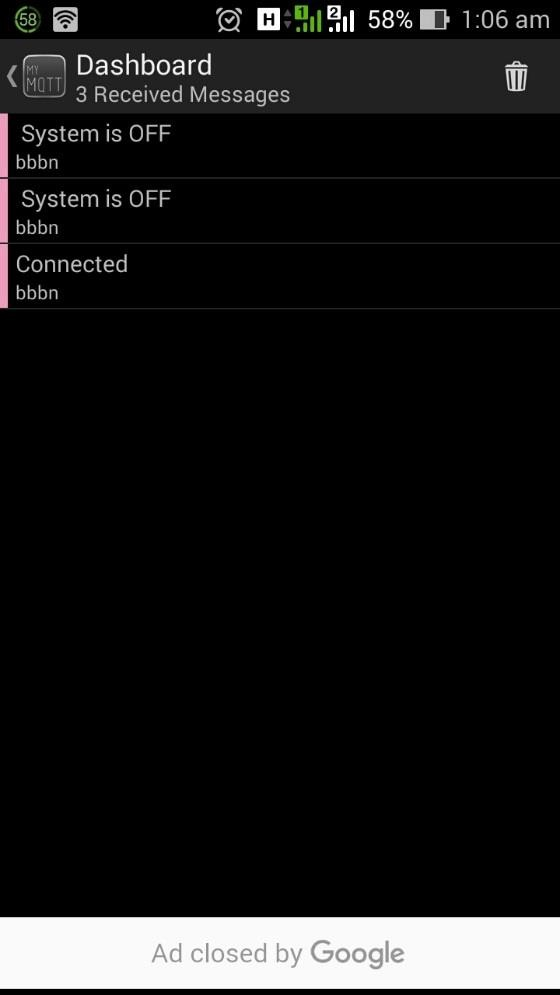 58 H 1 2 58% 1:06 am
MY MQTT
Dashboard
3 Received Messages
System is OFF
bbbn
System is OFF
bbbn
Connected
bbbn
Ad closed by Google